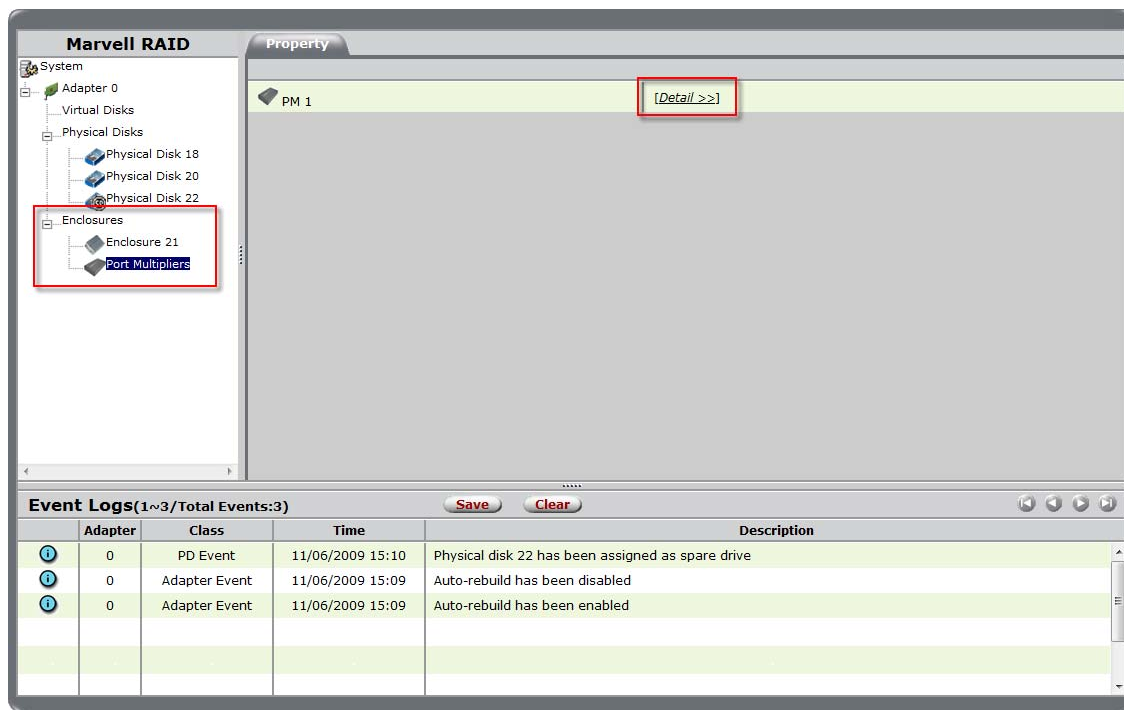 Marvell RAID
System
Adapter 0
Virtual Disks
Physical Disks
Physical Disk 18
Physical Disk 20
Physical Disk 22
Enclosures
Enclosure 21
Port Multipliers
Property
PM 1 [Detail >>]
Event Logs(1~3/Total Events:3) Save Clear
Adapter Class Time Description
0 PD Event 11/06/2009 15:10 Physical disk 22 has been assigned as spare drive
0 Adapter Event 11/06/2009 15:09 Auto-rebuild has been disabled
0 Adapter Event 11/06/2009 15:09 Auto-rebuild has been enabled